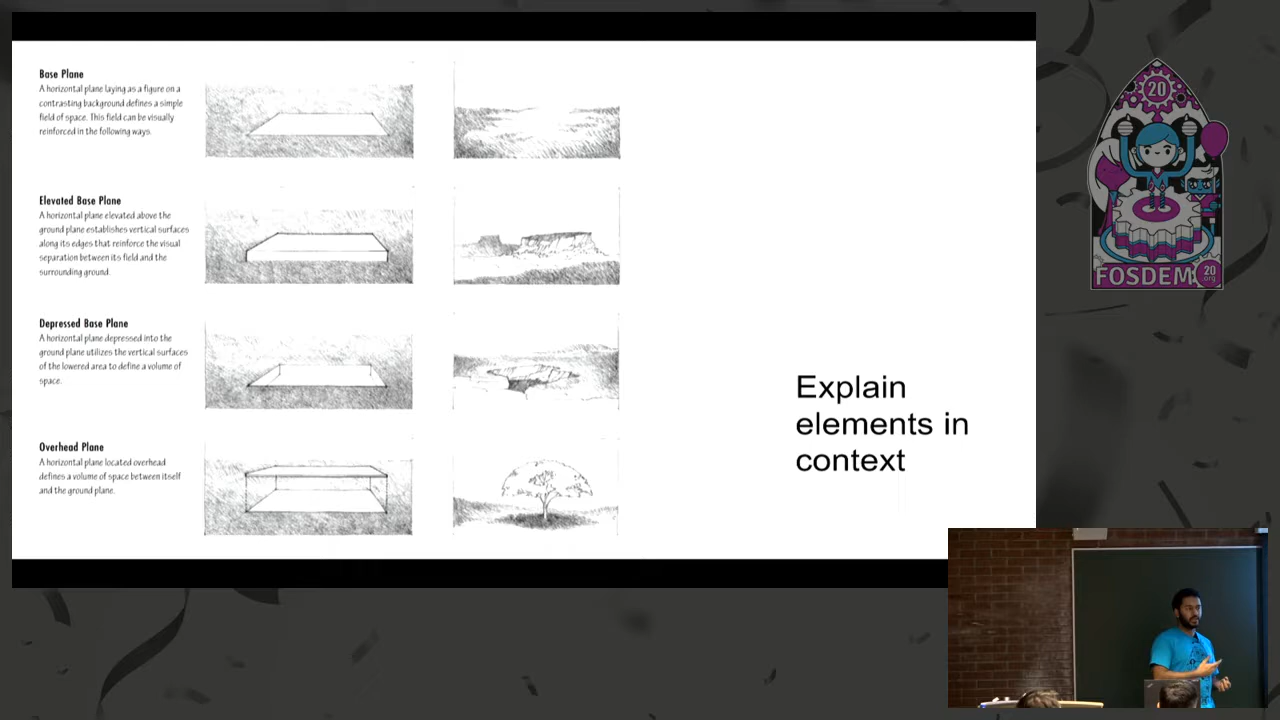 Base Plane
A horizontal plane laying as a figure on a
contrasting background defines a simple
field of space. This field can be visually
reinforced in the following ways.
Elevated Base Plane
A horizontal plane elevated above the
ground plane establishes vertical surfaces
along its edges that reinforce the visual
separation between its field and the
surrounding ground.
Depressed Base Plane
A horizontal plane depressed into the
ground plane utilizes the vertical surfaces
of the lowered area to define a volume of
space.
Overhead Plane
A horizontal plane located overhead
defines a volume of space between itself
and the ground plane.
Explain
elements in
context
20
FOSDEM
20
.org